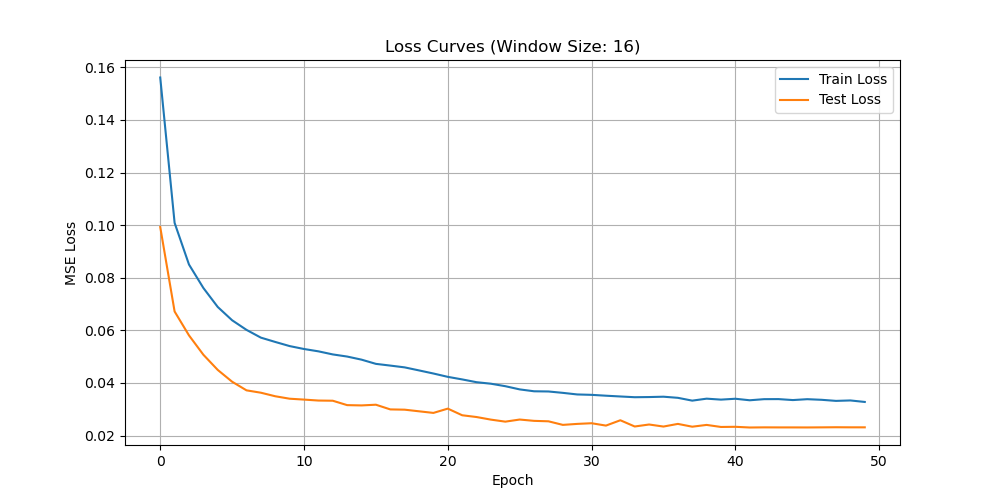 Loss Curves (Window Size: 16)
Train Loss
Test Loss
MSE Loss
0.16
0.14
0.12
0.10
0.08
0.06
0.04
0.02
0 10 20 30 40 50
Epoch